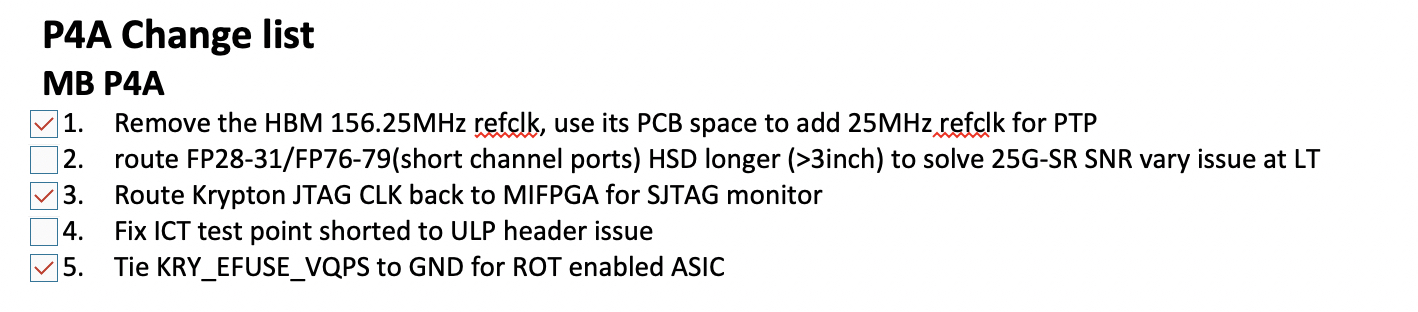 P4A Change list
MB P4A
1. Remove the HBM 156.25MHz refclk, use its PCB space to add 25MHz refclk for PTP
2. route FP28-31/FP76-79(short channel ports) HSD longer (>3inch) to solve 25G-SR SNR vary issue at LT
3. Route Krypton JTAG CLK back to MIFPGA for SJTAG monitor
4. Fix ICT test point shorted to ULP header issue
5. Tie KRY_EFUSE_VQPS to GND for ROT enabled ASIC